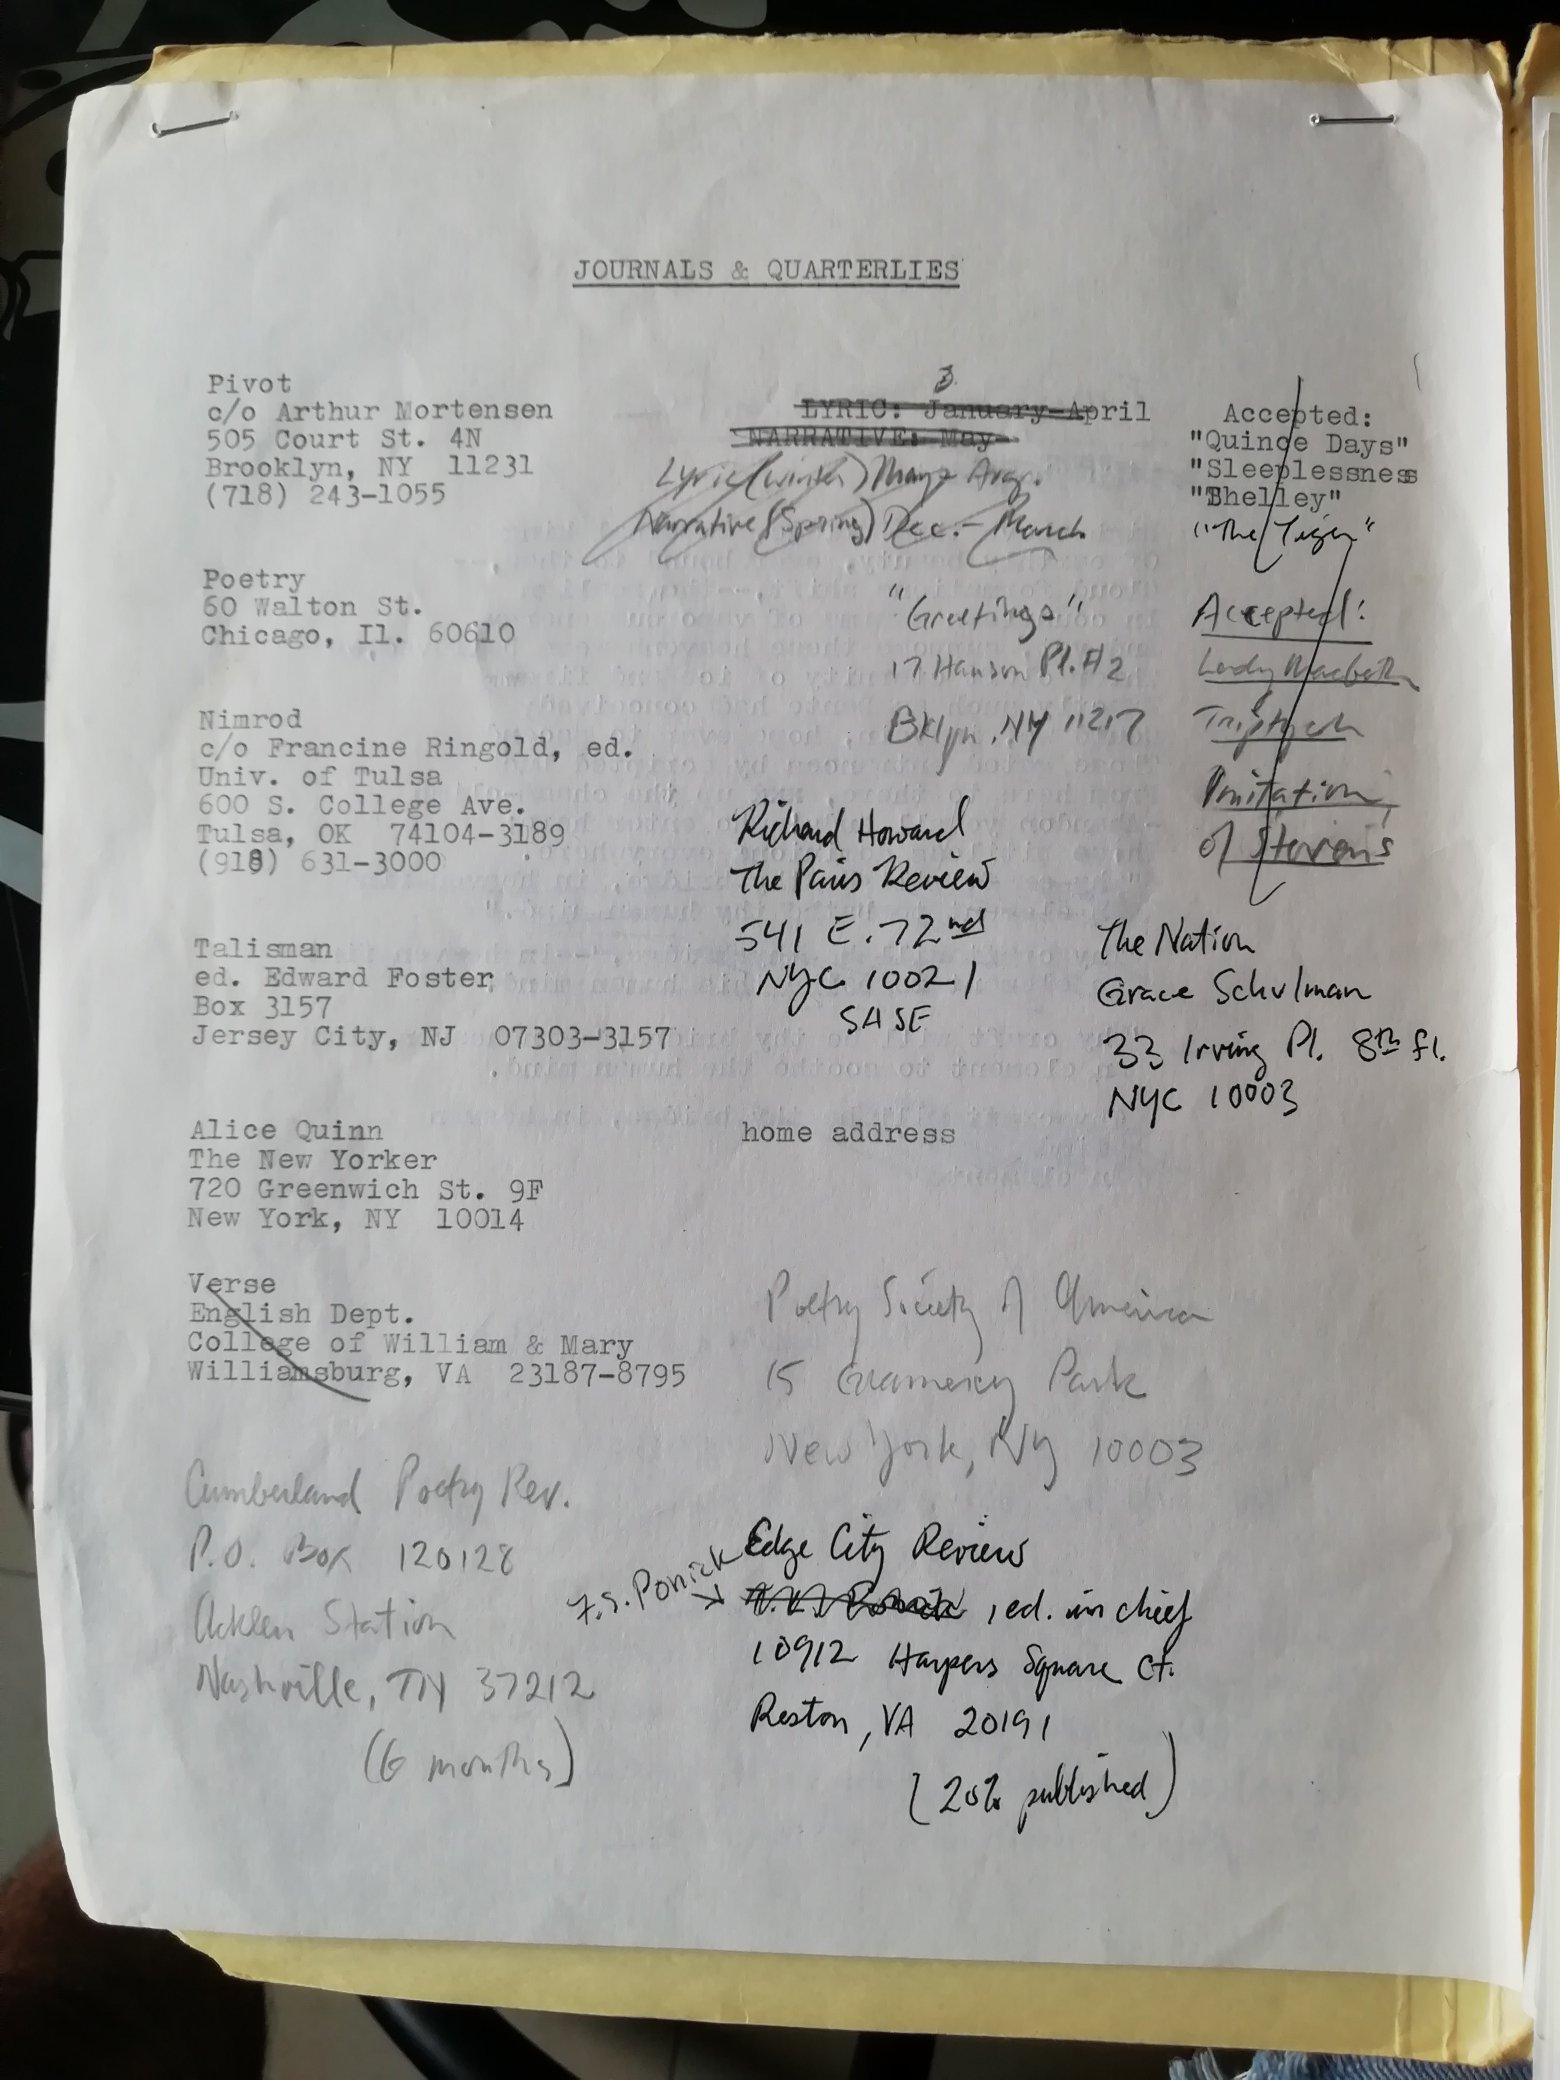 JOURNALS & QUARTERLIES
Pivot
c/o Arthur Mortensen
505 Court St. 4N
Brooklyn, NY 11231
(718) 243-1055
LYRIC: January-April
NARRATIVE: May
Lyric (winter) May - Aug.
Narrative (Spring) Dec. - March
Accepted:
"Quince Days"
"Sleeplessness
"Shelley"
"The Tiger"
Poetry
60 Walton St.
Chicago, Il. 60610
"Greetings"
17 Hanson Pl. #2
Bklyn, NY 11217
Accepted:
Lady Macbeth
Triptych
Imitation
of Stevens
Nimrod
c/o Francine Ringold, ed.
Univ. of Tulsa
600 S. College Ave.
Tulsa, OK 74104-3189
(918) 631-3000
Richard Howard
The Paris Review
541 E. 72nd
NYC 10021
SASE
Talisman
ed. Edward Foster
Box 3157
Jersey City, NJ 07303-3157
The Nation
Grace Schulman
33 Irving Pl. 8th fl.
NYC 10003
Alice Quinn
The New Yorker
720 Greenwich St. 9F
New York, NY 10014
home address
Verse
English Dept.
College of William & Mary
Williamsburg, VA 23187-8795
Poetry Society of America
15 Gramercy Park
New York, NY 10003
Cumberland Poetry Rev.
P.O. Box 120128
Acklen Station
Nashville, TN 37212
(6 months)
Edge City Review
F.S. Ponick
, ed. in chief
10912 Harpers Square Ct.
Reston, VA 20191
(20% published)